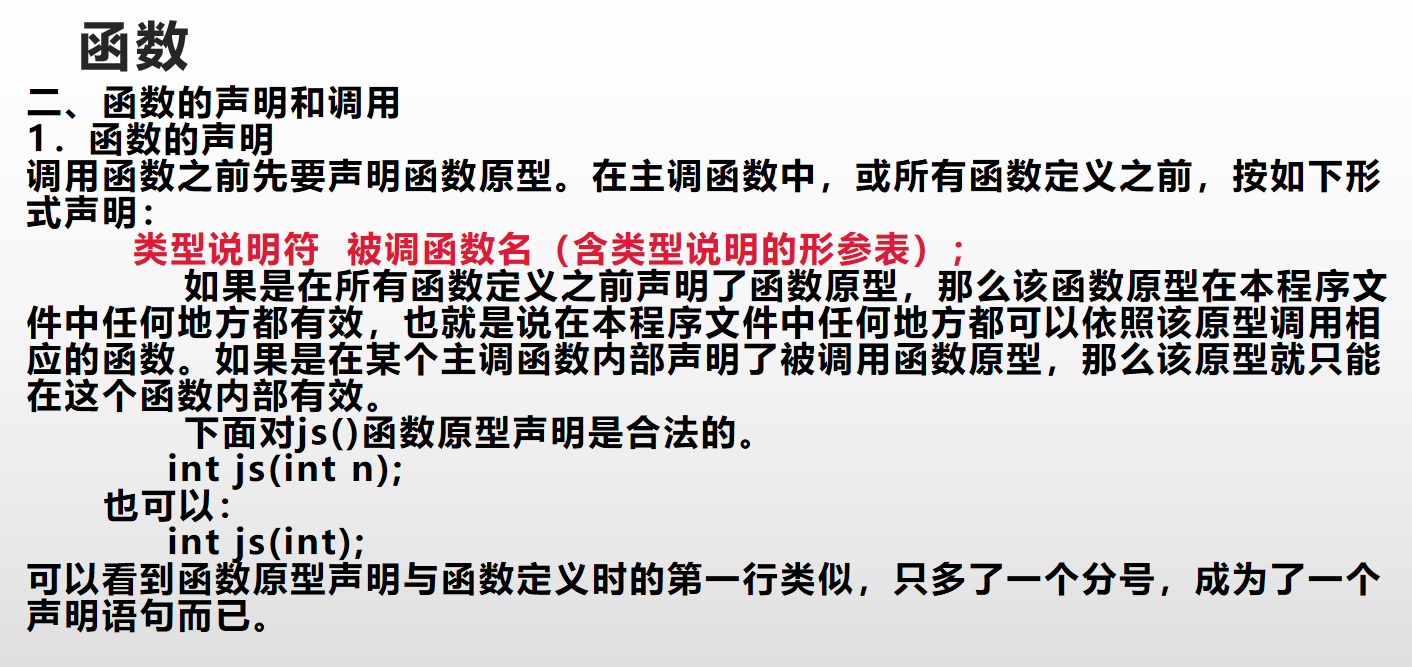 函数
二、函数的声明和调用
1．函数的声明
调用函数之前先要声明函数原型。在主调函数中，或所有函数定义之前，按如下形
式声明：
类型说明符 被调函数名（含类型说明的形参表）；
如果是在所有函数定义之前声明了函数原型，那么该函数原型在本程序文
件中任何地方都有效，也就是说在本程序文件中任何地方都可以依照该原型调用相
应的函数。如果是在某个主调函数内部声明了被调用函数原型，那么该原型就只能
在这个函数内部有效。
下面对js()函数原型声明是合法的。
int js(int n);
也可以：
int js(int);
可以看到函数原型声明与函数定义时的第一行类似，只多了一个分号，成为了一个
声明语句而已。